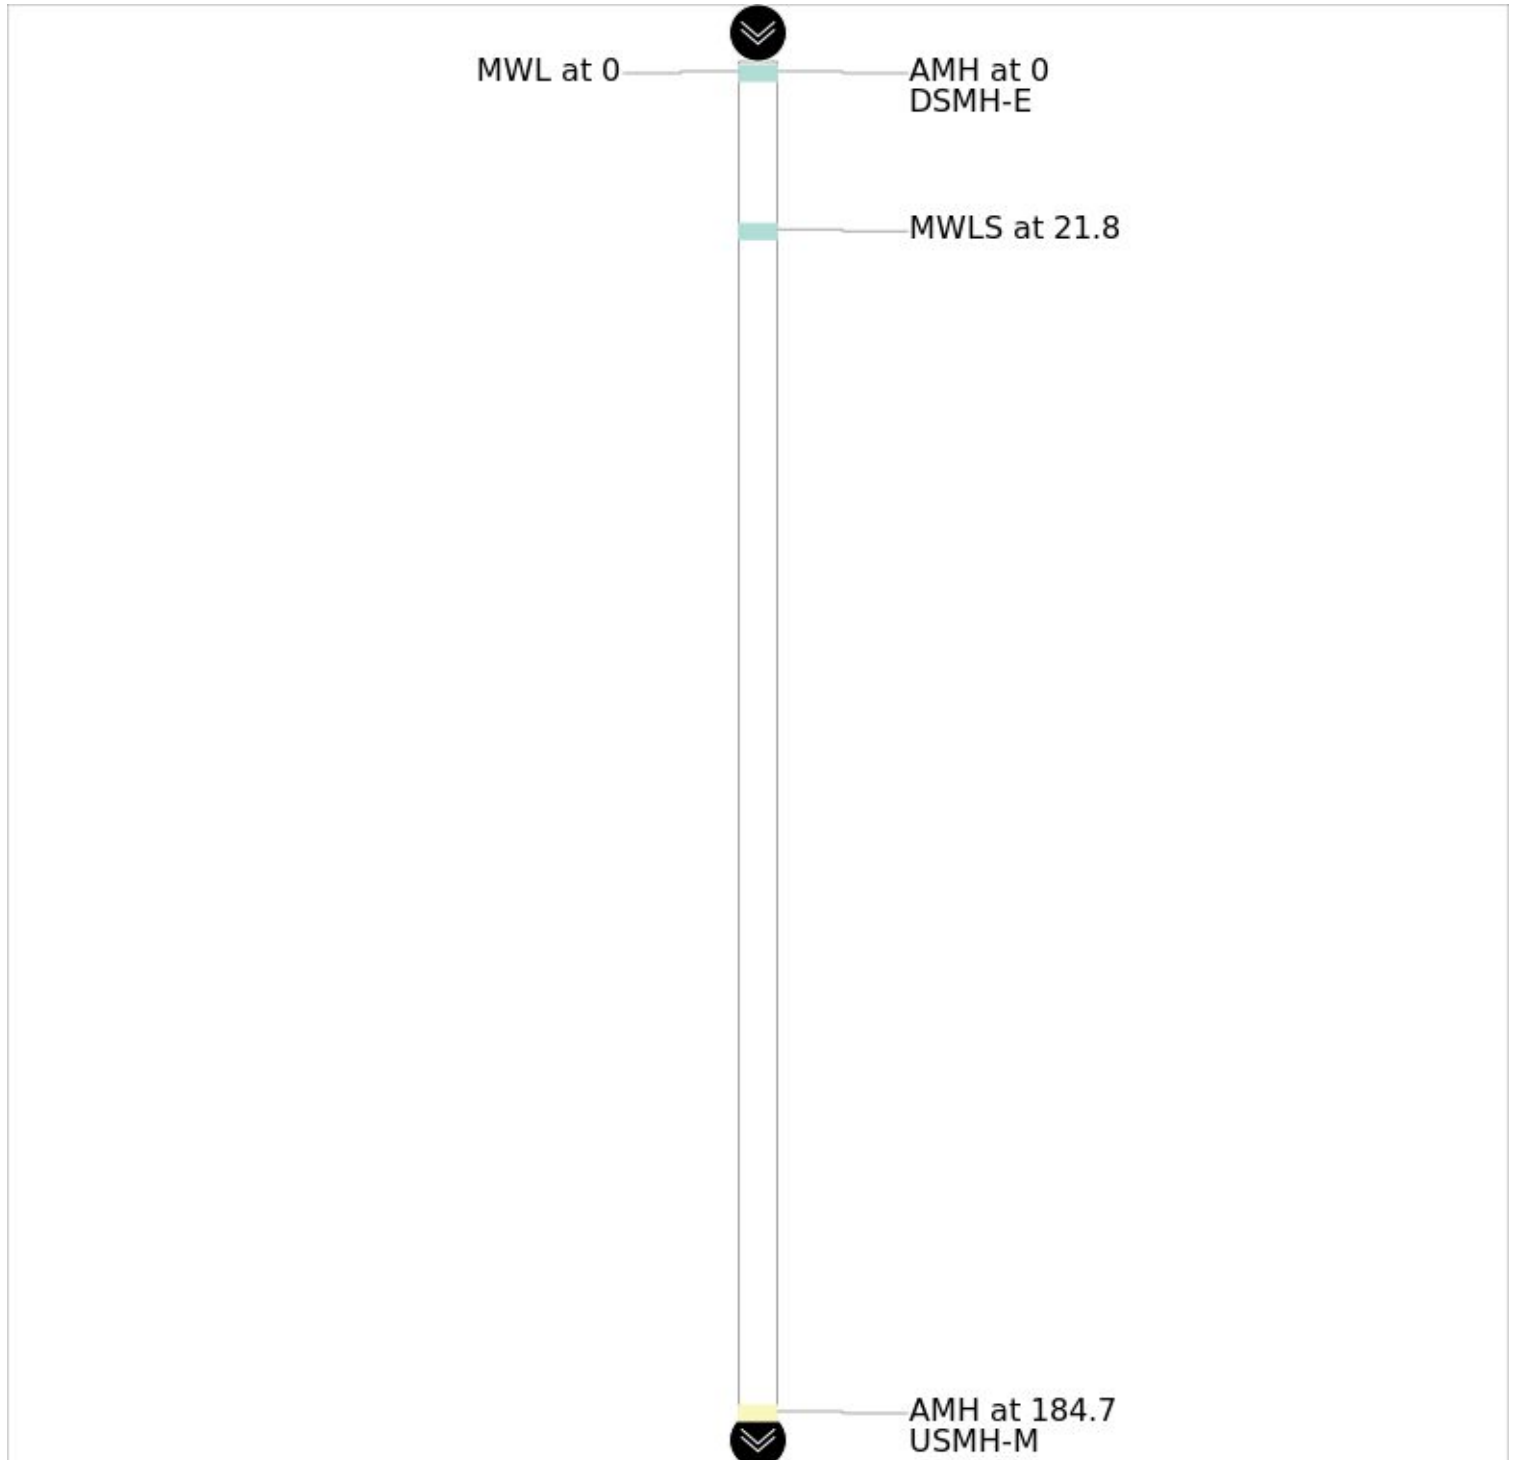 MWL at 0
AMH at 0
DSMH-E
MWLS at 21.8
AMH at 184.7
USMH-M